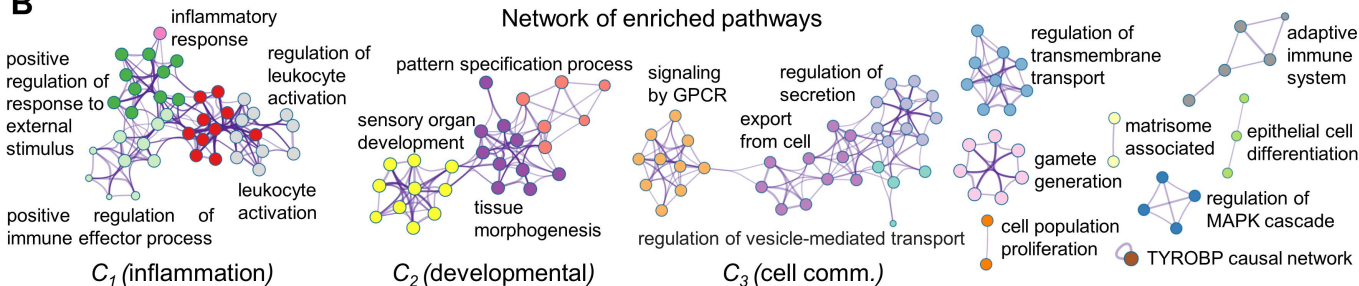 B
Network of enriched pathways
inflammatory
response
positive
regulation of
response to
external
stimulus
regulation of
leukocyte
activation
leukocyte
activation
positive regulation of
immune effector process
C1 (inflammation)
pattern specification process
sensory organ
development
tissue
morphogenesis
C2 (developmental)
signaling
by GPCR
regulation of
secretion
export
from cell
regulation of vesicle-mediated transport
C3 (cell comm.)
regulation of
transmembrane
transport
adaptive
immune
system
matrisome
associated
epithelial cell
differentiation
gamete
generation
regulation of
MAPK cascade
cell population
proliferation
TYROBP causal network